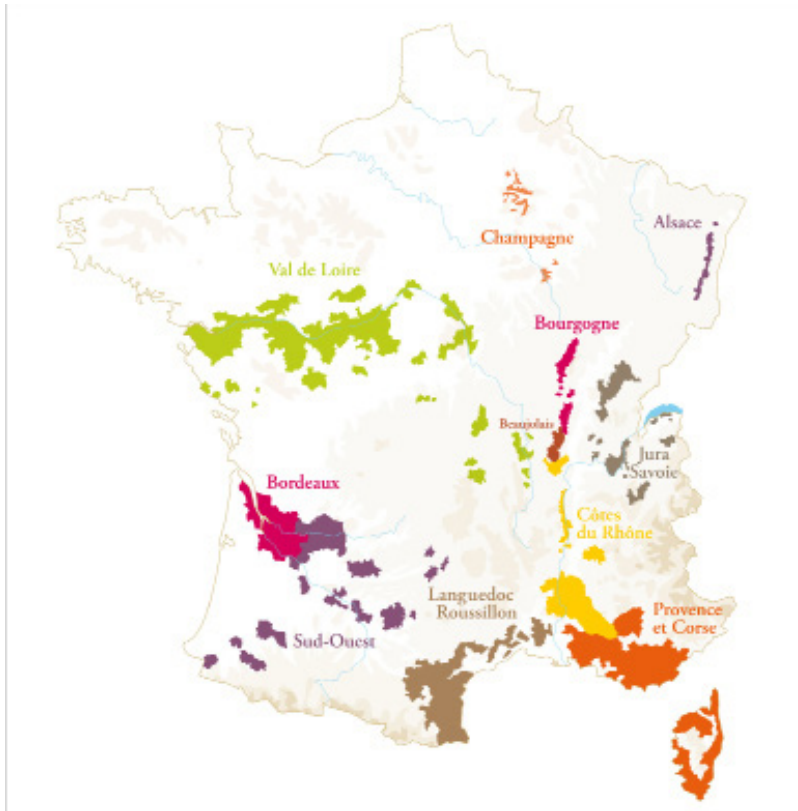 Champagne
Alsace
Val de Loire
Bourgogne
Beaujolais
Jura
Savoie
Bordeaux
Côtes
du Rhône
Languedoc
Roussillon
Provence
et Corse
Sud-Ouest